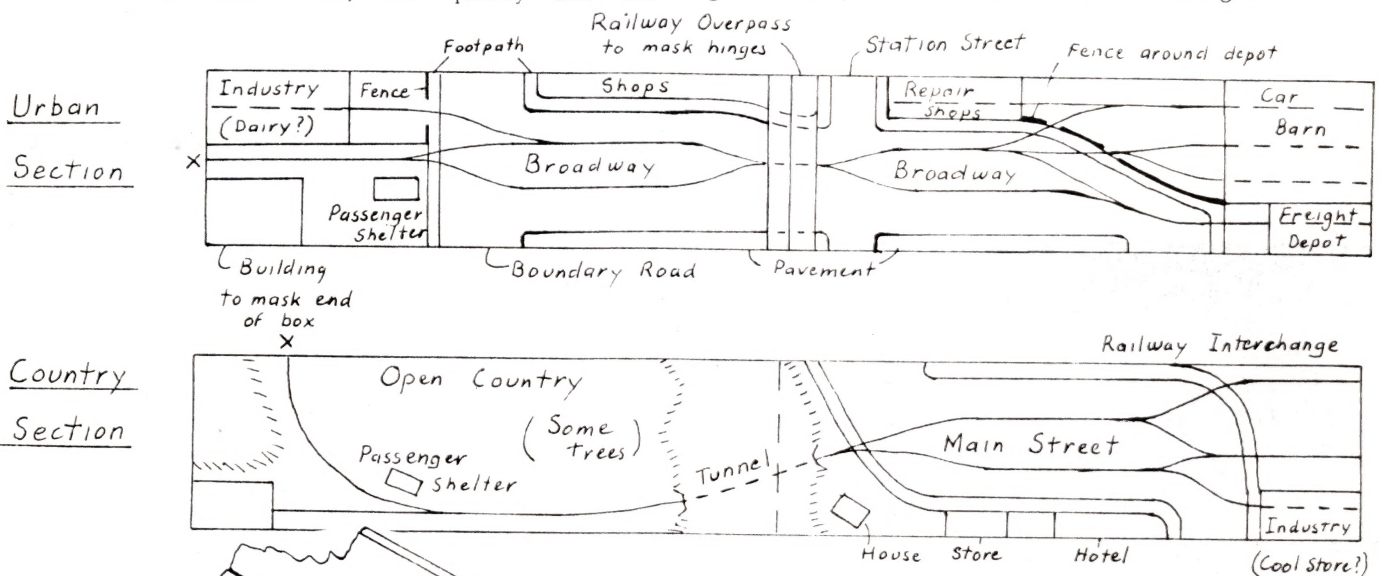 Railway Overpass
to mask hinges
Footpath
Station Street
Fence around depot
Urban
Section
Industry
(Dairy?)
Fence
Shops
Repair
Shops
Car
Barn
X
Broadway
Broadway
Passenger
Shelter
Freight
Depot
Building
to mask end
of box
X
Boundary Road
Pavement
Country
Section
Railway Interchange
Open Country
(Some
trees)
Passenger
Shelter
Tunnel
Main Street
House
Store
Hotel
Industry
(Cool Store?)